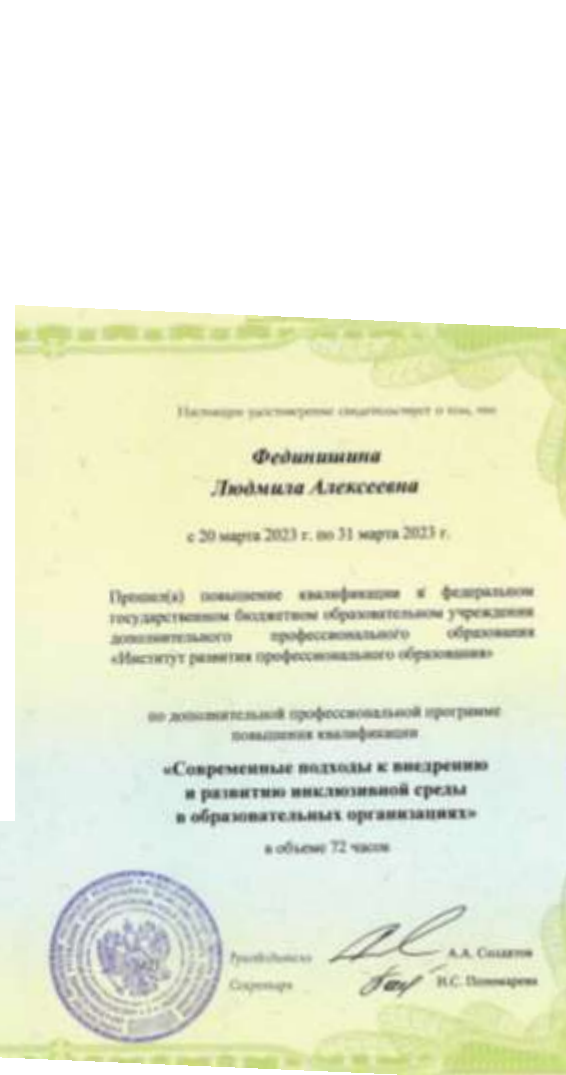 Настоящее удостоверение свидетельствует о том, что
Федипишина
Людмила Алексеевна
с 20 марта 2023 г. по 31 марта 2023 г.
Прошел(а) повышение квалификации в федеральном
государственном бюджетном образовательном учреждении
дополнительного профессионального образования
«Институт развития профессионального образования»
по дополнительной профессиональной программе
повышения квалификации
«Современные подходы к внедрению
и развитию инклюзивной среды
в образовательных организациях»
в объеме 72 часов
Руководитель А.А. Солдатов
Секретарь Н.С. Пономарева